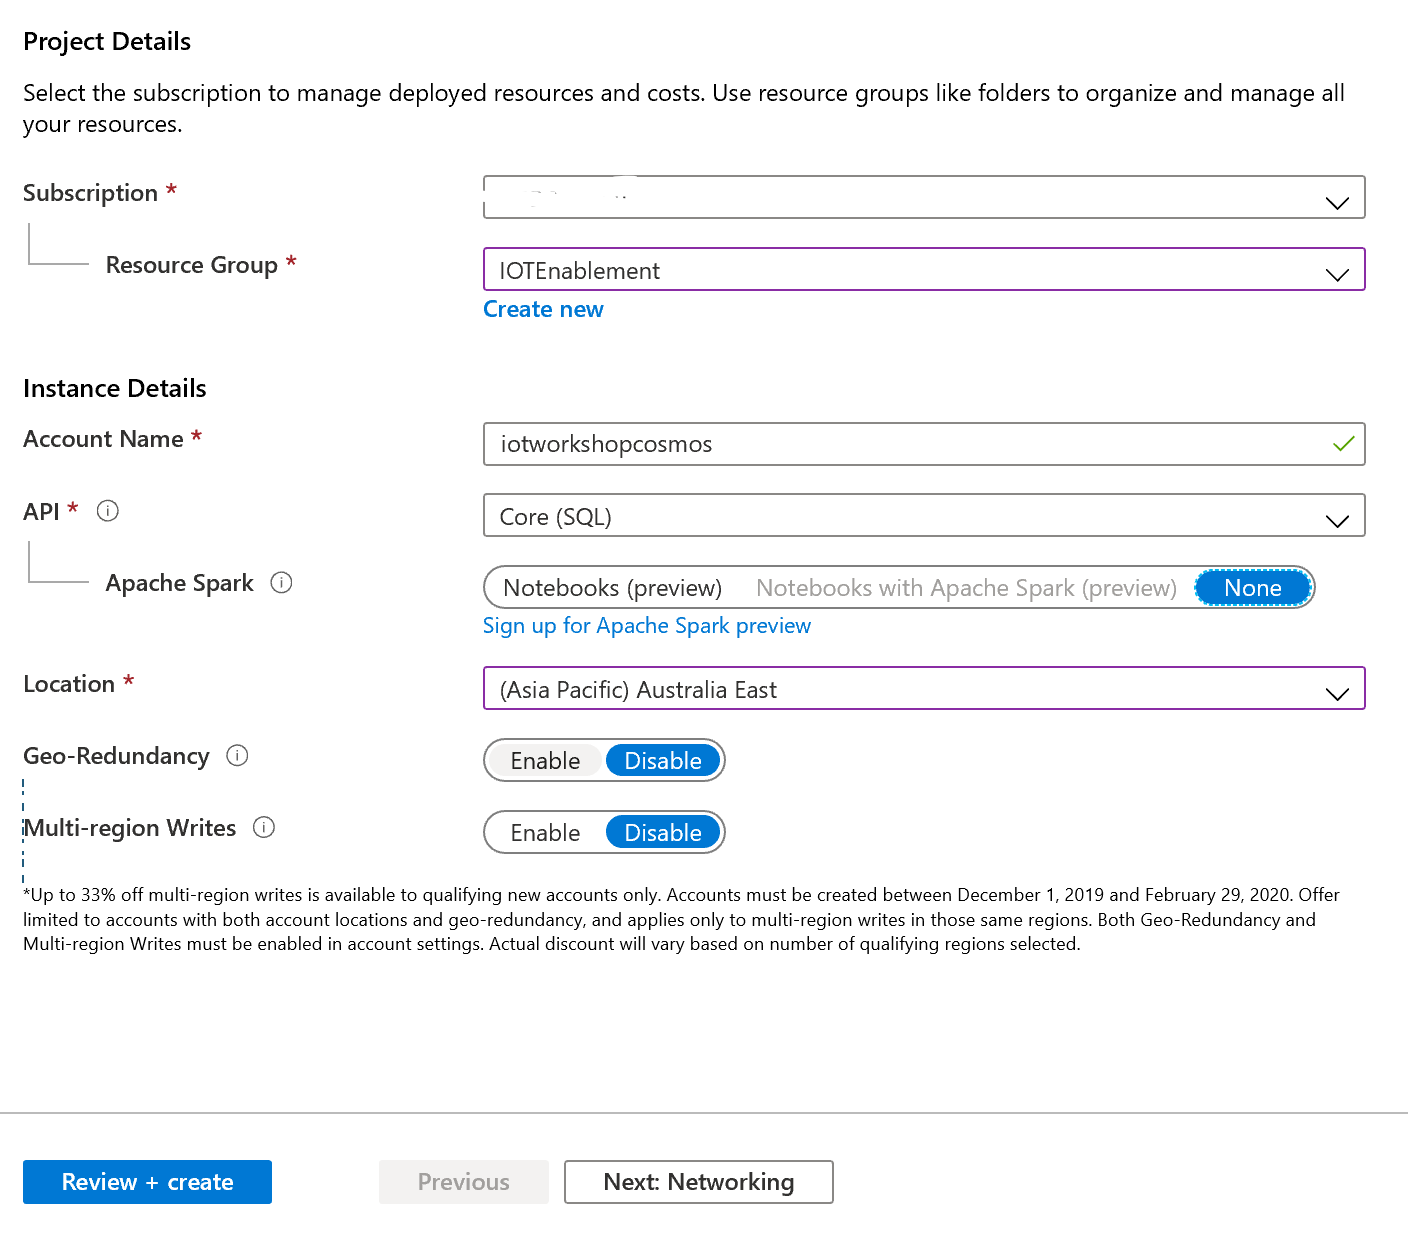 Project Details
Select the subscription to manage deployed resources and costs. Use resource groups like folders to organize and manage all
your resources.
Subscription *
Resource Group *
IOTEnablement
Create new
Instance Details
Account Name *
iotworkshopcosmos
API *
Core (SQL)
Apache Spark
Notebooks (preview) Notebooks with Apache Spark (preview) None
Sign up for Apache Spark preview
Location *
(Asia Pacific) Australia East
Geo-Redundancy
Enable Disable
Multi-region Writes
Enable Disable
*Up to 33% off multi-region writes is available to qualifying new accounts only. Accounts must be created between December 1, 2019 and February 29, 2020. Offer
limited to accounts with both account locations and geo-redundancy, and applies only to multi-region writes in those same regions. Both Geo-Redundancy and
Multi-region Writes must be enabled in account settings. Actual discount will vary based on number of qualifying regions selected.
Review + create Previous Next: Networking